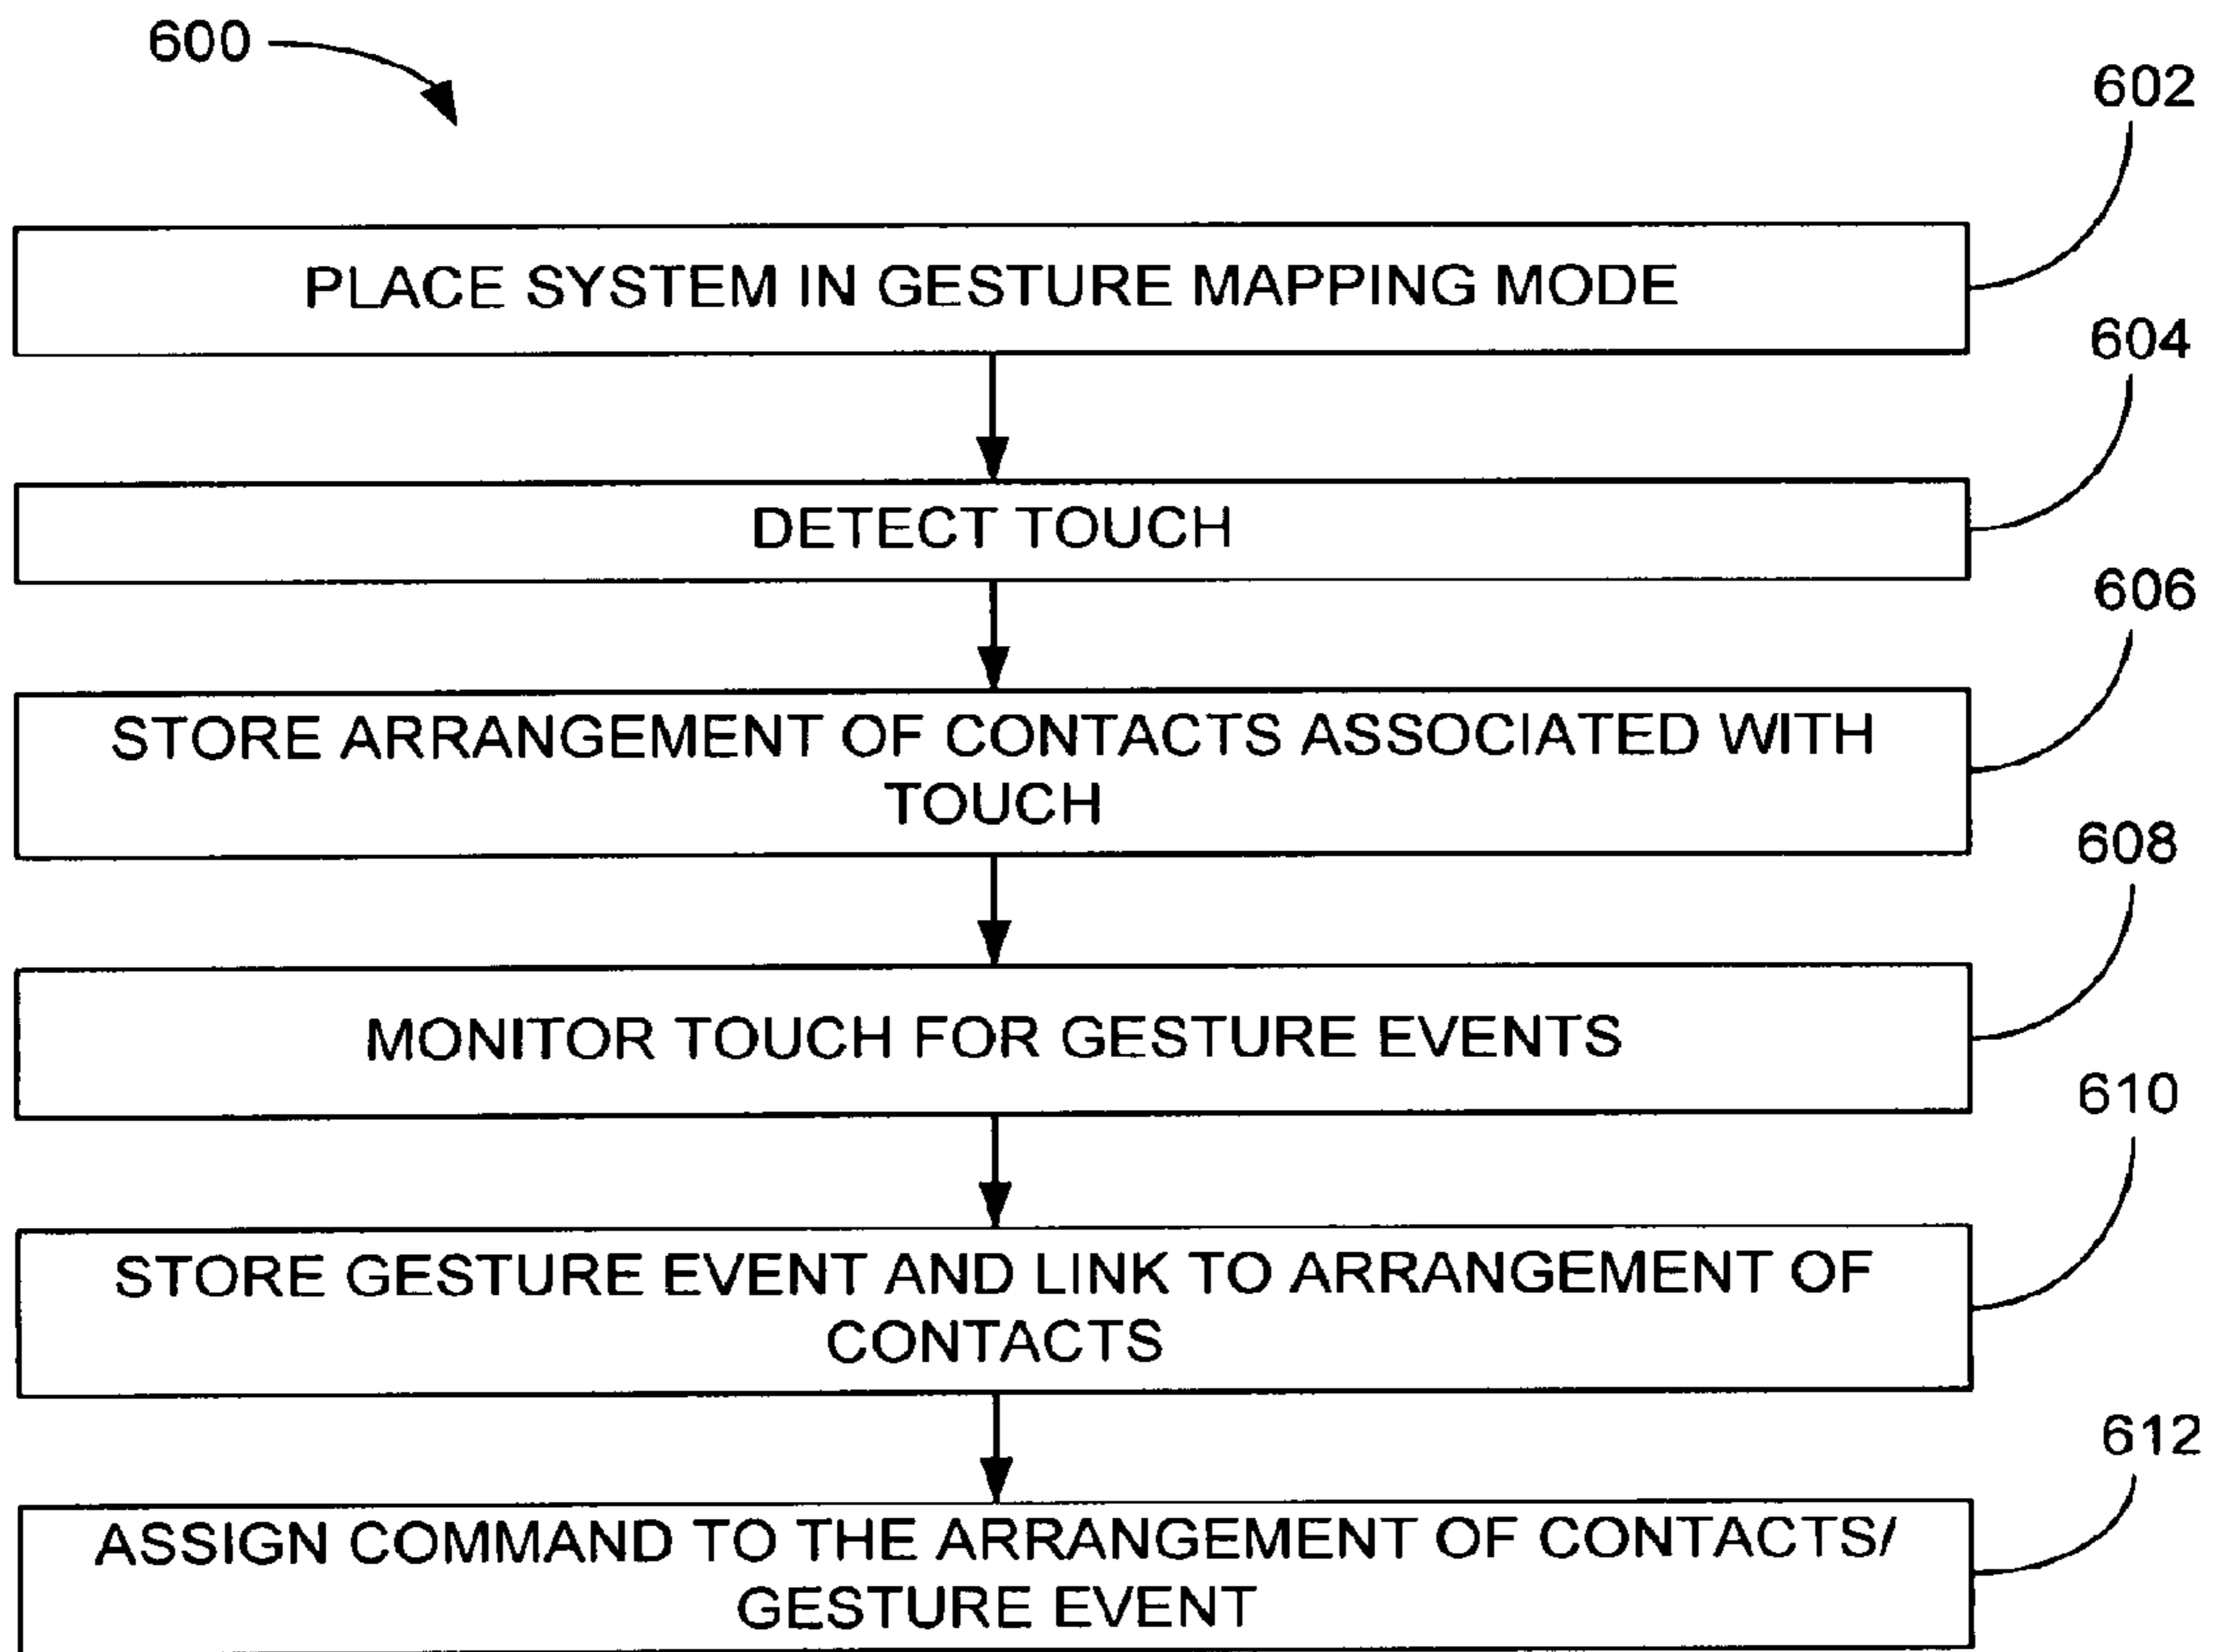 600
602
PLACE SYSTEM IN GESTURE MAPPING MODE
604
DETECT TOUCH
606
STORE ARRANGEMENT OF CONTACTS ASSOCIATED WITH
TOUCH
608
MONITOR TOUCH FOR GESTURE EVENTS
610
STORE GESTURE EVENT AND LINK TO ARRANGEMENT OF
CONTACTS
612
ASSIGN COMMAND TO THE ARRANGEMENT OF CONTACTS/
GESTURE EVENT